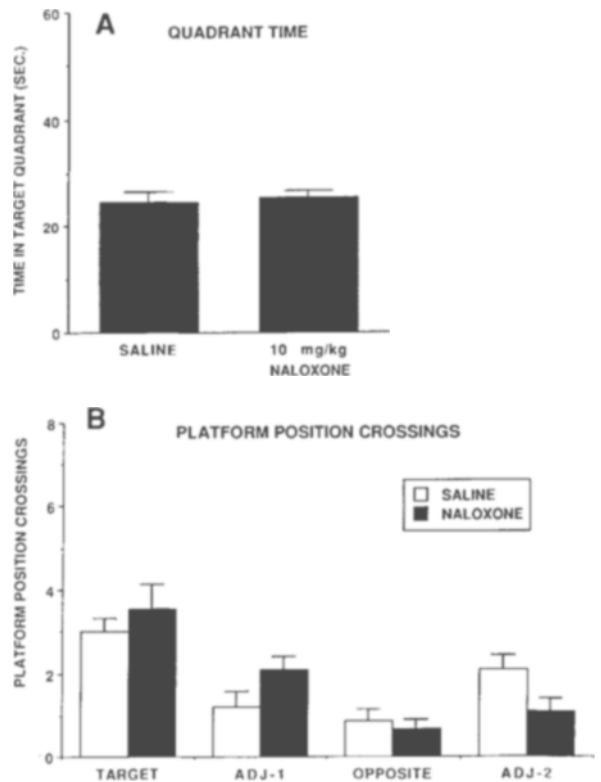 A
QUADRANT TIME
TIME IN TARGET QUADRANT (SEC.)
60
40
20
0
SALINE
10 mg/kg
NALOXONE
B
PLATFORM POSITION CROSSINGS
PLATFORM POSITION CROSSINGS
8
6
4
2
0
SALINE
NALOXONE
TARGET
ADJ-1
OPPOSITE
ADJ-2